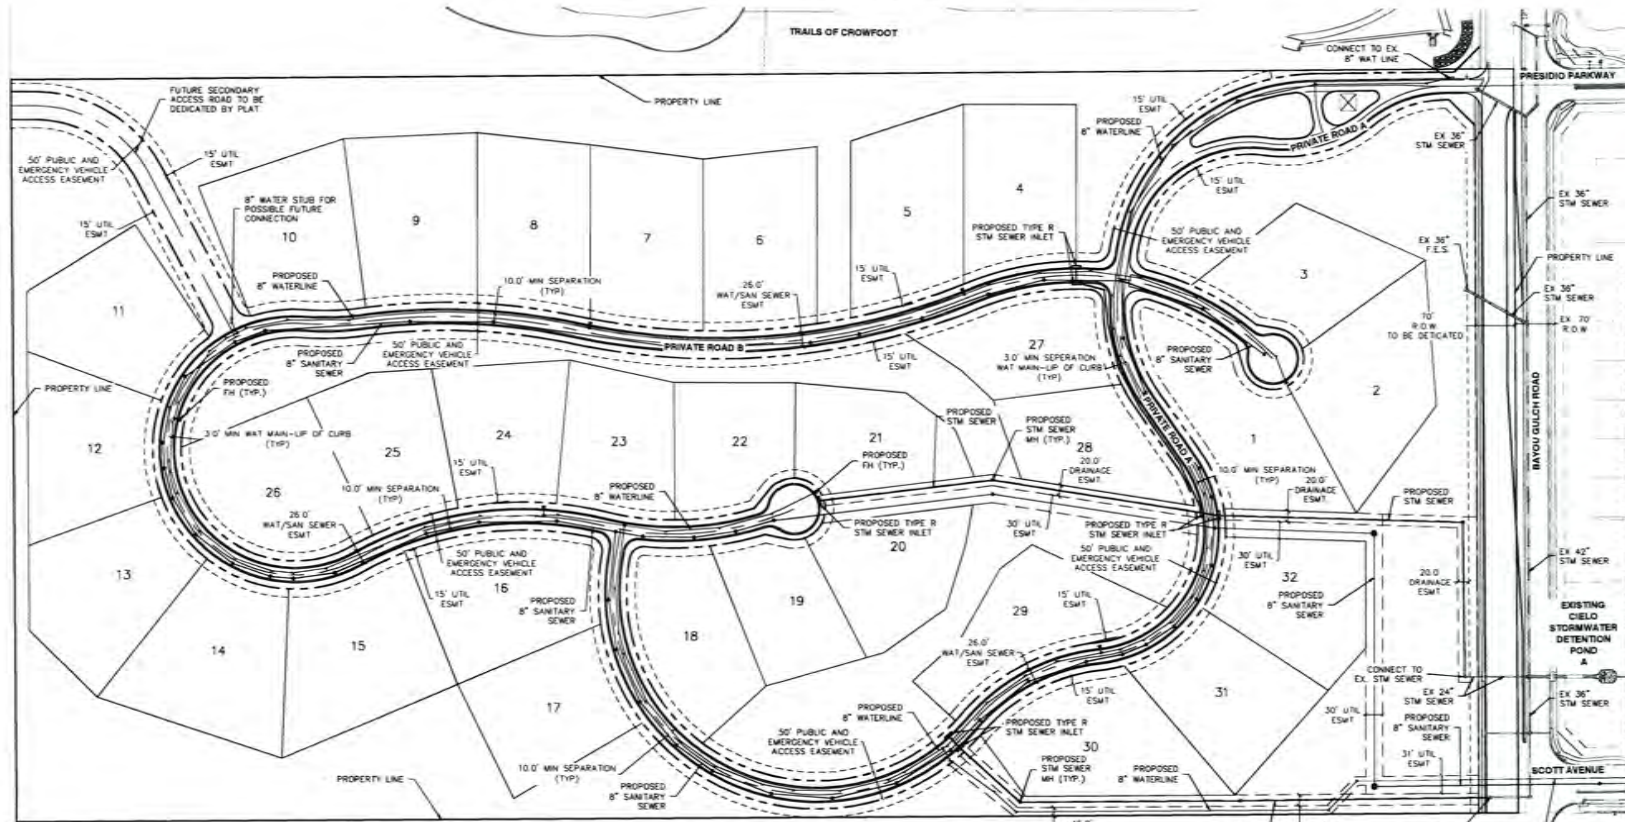 TRAILS OF CROWFOOT
CONNECT TO EX.
8" WAT LINE
PRESIDIO PARKWAY
FUTURE SECONDARY
ACCESS ROAD TO BE
DEDICATED BY PLAT
PROPERTY LINE
15' UTIL
ESMT
PROPOSED
8" WATERLINE
PRIVATE ROAD A
EX 36"
STM SEWER
50' PUBLIC AND
EMERGENCY VEHICLE
ACCESS EASEMENT
15' UTIL
ESMT
15' UTIL
ESMT
EX 36"
STM SEWER
8" WATER STUB FOR
POSSIBLE FUTURE
CONNECTION
15' UTIL
ESMT
10
9
8
7
6
5
4
PROPOSED TYPE R
STM SEWER INLET
50' PUBLIC AND
EMERGENCY VEHICLE
ACCESS EASEMENT
3
EX 36"
F.E.S.
PROPERTY LINE
PROPOSED
8" WATERLINE
10.0' MIN SEPARATION
(TYP)
26.0'
WAT/SAN SEWER
ESMT
15' UTIL
ESMT
EX 36"
STM SEWER
11
70'
R.O.W.
TO BE DETICATED
EX 70'
R.O.W
PROPOSED
8" SANITARY
SEWER
50' PUBLIC AND
EMERGENCY VEHICLE
ACCESS EASEMENT
PRIVATE ROAD B
15' UTIL
ESMT
27
3.0' MIN SEPERATION
WAT MAIN-UP OF CURB
(TYP)
PROPOSED
8" SANITARY
SEWER
2
PROPERTY LINE
PROPOSED
FH (TYP.)
BAYOU GULCH ROAD
PRIVATE ROAD A
12
3.0' MIN WAT MAIN-UP OF CURB
(TYP)
25
24
23
22
21
PROPOSED
STM SEWER
PROPOSED
STM SEWER
MH (TYP.)
28
1
15' UTIL
ESMT
PROPOSED
FH (TYP.)
20.0'
DRAINAGE
ESMT.
10.0' MIN SEPARATION
(TYP)
20.0'
DRAINAGE
ESMT.
PROPOSED
STM SEWER
26
10.0' MIN SEPARATION
(TYP)
PROPOSED
8" WATERLINE
26.0'
WAT/SAN SEWER
ESMT
PROPOSED TYPE R
STM SEWER INLET
30' UTIL
ESMT
PROPOSED TYPE R
STM SEWER INLET
20
50' PUBLIC AND
EMERGENCY VEHICLE
ACCESS EASEMENT
30' UTIL
ESMT
EX 42"
STM SEWER
13
50' PUBLIC AND
EMERGENCY VEHICLE
ACCESS EASEMENT
16
15' UTIL
ESMT
PROPOSED
8" SANITARY
SEWER
19
29
15' UTIL
ESMT
32
PROPOSED
8" SANITARY
SEWER
20.0
DRAINAGE
ESMT
EXISTING
CIELO
STORMWATER
DETENTION
POND
A
14
15
18
26.0'
WAT/SAN SEWER
ESMT
CONNECT TO
EX. STM SEWER
17
15' UTIL
ESMT
31
EX 24"
STM SEWER
EX 36"
STM SEWER
PROPOSED
8" WATERLINE
PROPOSED TYPE R
STM SEWER INLET
30' UTIL
ESMT
PROPOSED
8" SANITARY
SEWER
50' PUBLIC AND
EMERGENCY VEHICLE
ACCESS EASEMENT
30
31' UTIL
ESMT
10.0' MIN SEPARATION
(TYP)
PROPOSED
STM SEWER
MH (TYP.)
PROPOSED
8" WATERLINE
SCOTT AVENUE
PROPERTY LINE
PROPOSED
8" SANITARY
SEWER